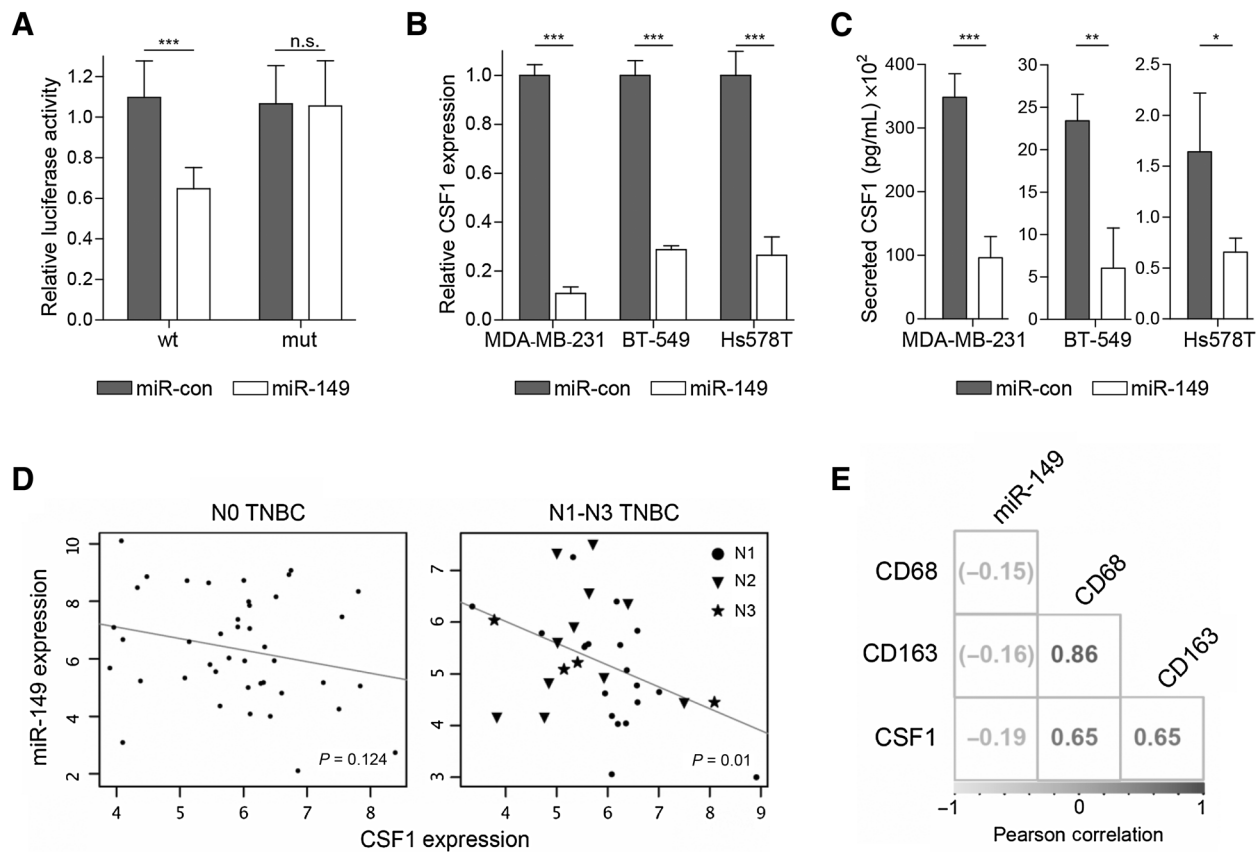 A
B
C
Relative luciferase activity
1.2
1.0
0.8
0.6
0.4
0.2
0.0
***
n.s.
wt
mut
miR-con
miR-149
Relative CSF1 expression
1.0
0.8
0.6
0.4
0.2
0.0
***
***
***
MDA-MB-231
BT-549
Hs578T
miR-con
miR-149
Secreted CSF1 (pg/mL) ×10²
400
300
200
100
0
***
MDA-MB-231
30
25
20
15
10
5
0
**
BT-549
2.5
2.0
1.5
1.0
0.5
0.0
*
Hs578T
miR-con
miR-149
D
N0 TNBC
miR-149 expression
10
8
6
4
2
P = 0.124
4 5 6 7 8
N1-N3 TNBC
7
6
5
4
3
N1
N2
N3
P = 0.01
4 5 6 7 8 9
CSF1 expression
E
miR-149
CD68
CD163
CD68 (–0.15)
CD163 (–0.16) 0.86
CSF1 –0.19 0.65 0.65
–1 0 1
Pearson correlation